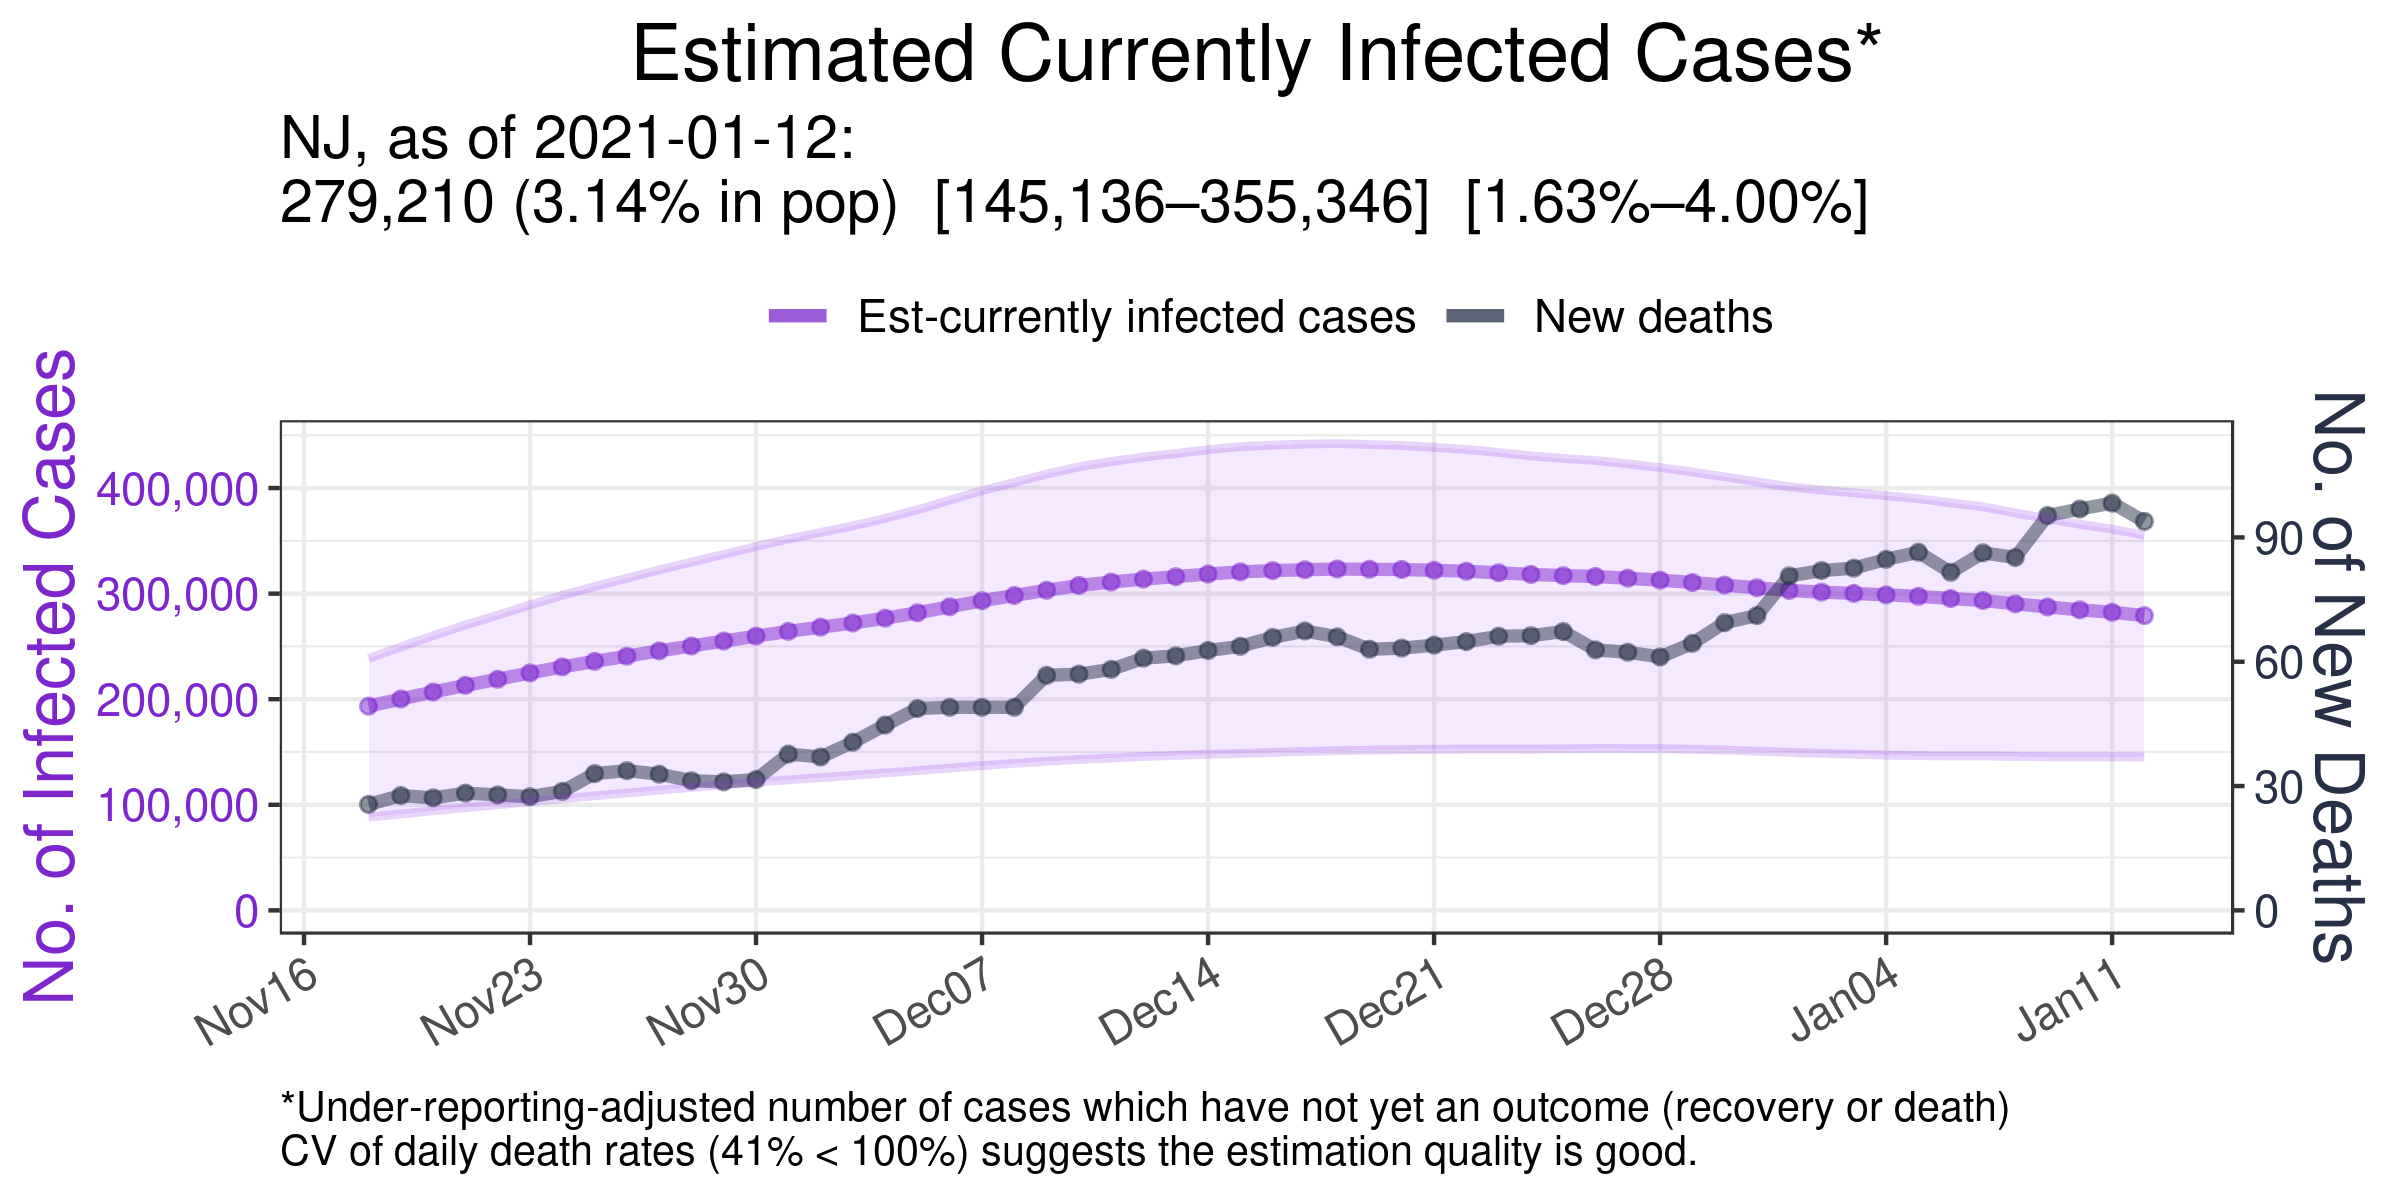 Estimated Currently Infected Cases*
NJ, as of 2021-01-12:
279,210 (3.14% in pop)  [145,136–355,346]  [1.63%–4.00%]
Est-currently infected cases
New deaths
No. of Infected Cases
400,000
300,000
200,000
100,000
0
90
60
30
0
No. of New Deaths
Nov16
Nov23
Nov30
Dec07
Dec14
Dec21
Dec28
Jan04
Jan11
*Under-reporting-adjusted number of cases which have not yet an outcome (recovery or death)
CV of daily death rates (41% < 100%) suggests the estimation quality is good.